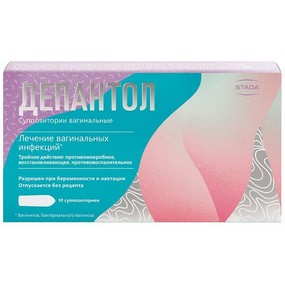 ДЕПАНТОЛ
Суппозитории вагинальные
STADA
Лечение вагинальных
инфекций*
Тройное действие: противомикробное,
восстанавливающее, противовоспалительное
Разрешен при беременности и лактации
Отпускается без рецепта
10 суппозиториев
* Вагинитов, бактериального вагиноза